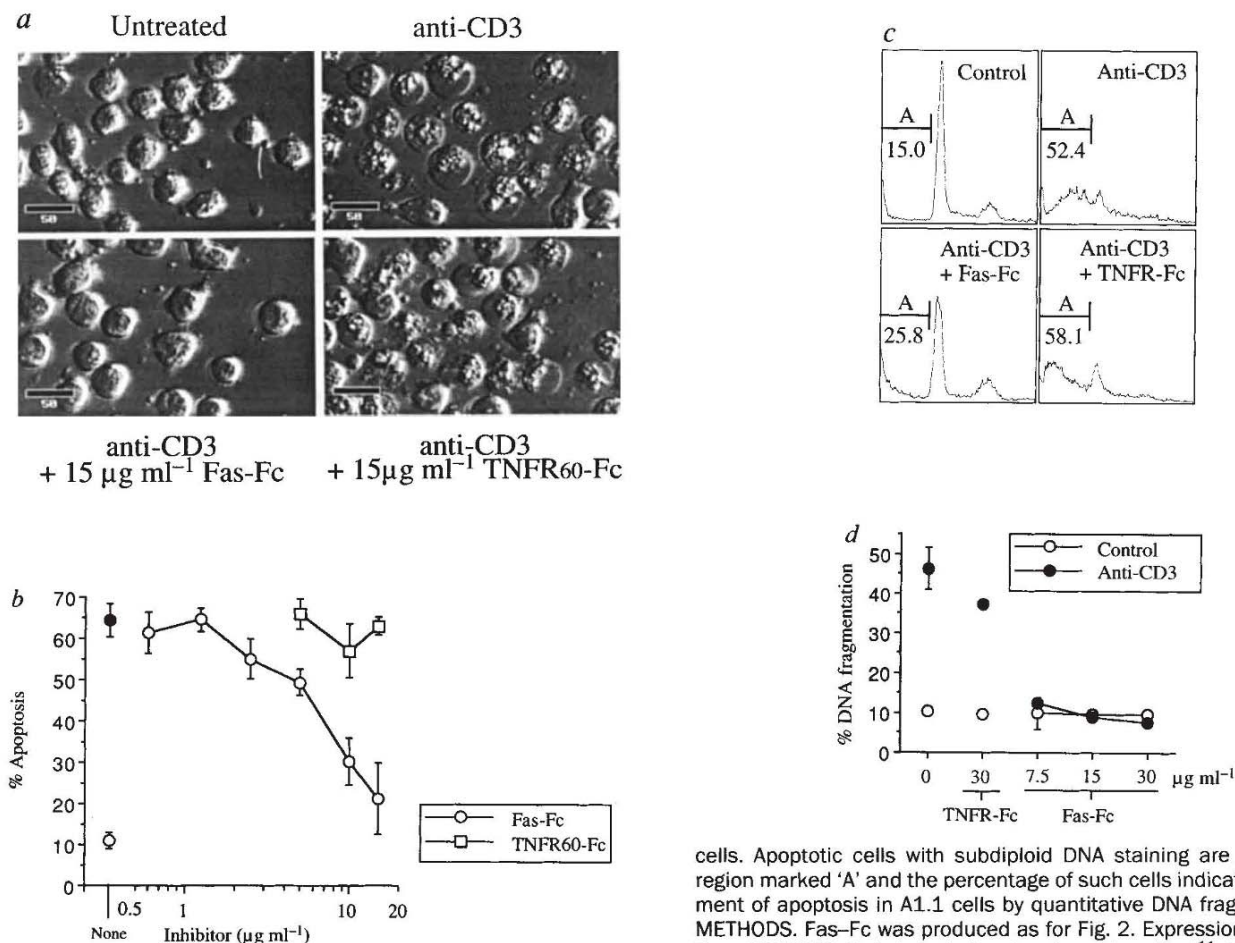 a
Untreated
anti-CD3
50
50
50
50
anti-CD3
+ 15 μg ml⁻¹ Fas-Fc
anti-CD3
+ 15μg ml⁻¹ TNFR60-Fc
b
% Apoptosis
70
60
50
40
30
20
10
0
None
0.5
1
10
20
Inhibitor (μg ml⁻¹)
Fas-Fc
TNFR60-Fc
c
Control
A
15.0
Anti-CD3
A
52.4
Anti-CD3
+ Fas-Fc
A
25.8
Anti-CD3
+ TNFR-Fc
A
58.1
d
% DNA fragmentation
50
40
30
20
10
0
Control
Anti-CD3
0 30 7.5 15 30 μg ml⁻¹
TNFR-Fc Fas-Fc
cells. Apoptotic cells with subdiploid DNA staining are
region marked 'A' and the percentage of such cells indicat
ment of apoptosis in A1.1 cells by quantitative DNA frag
METHODS. Fas–Fc was produced as for Fig. 2. Expression